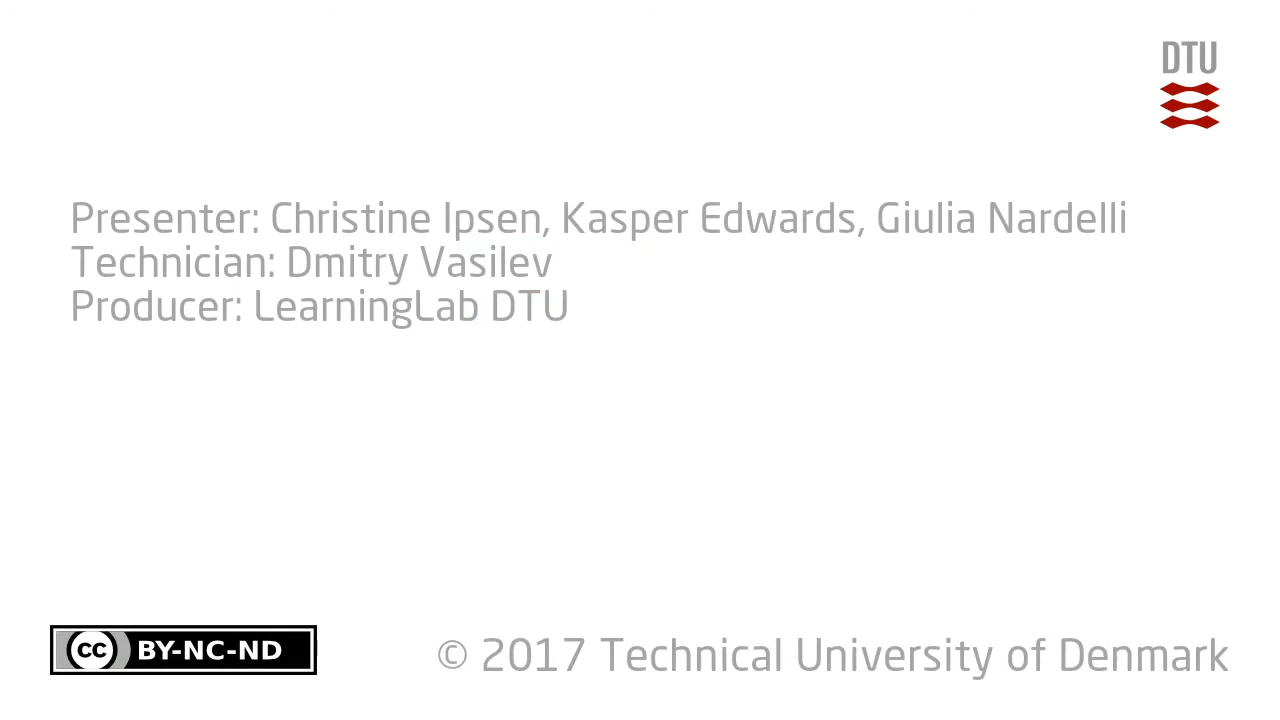 DTU
Presenter: Christine Ipsen, Kasper Edwards, Giulia Nardelli
Technician: Dmitry Vasilev
Producer: LearningLab DTU
cc BY-NC-ND
© 2017 Technical University of Denmark